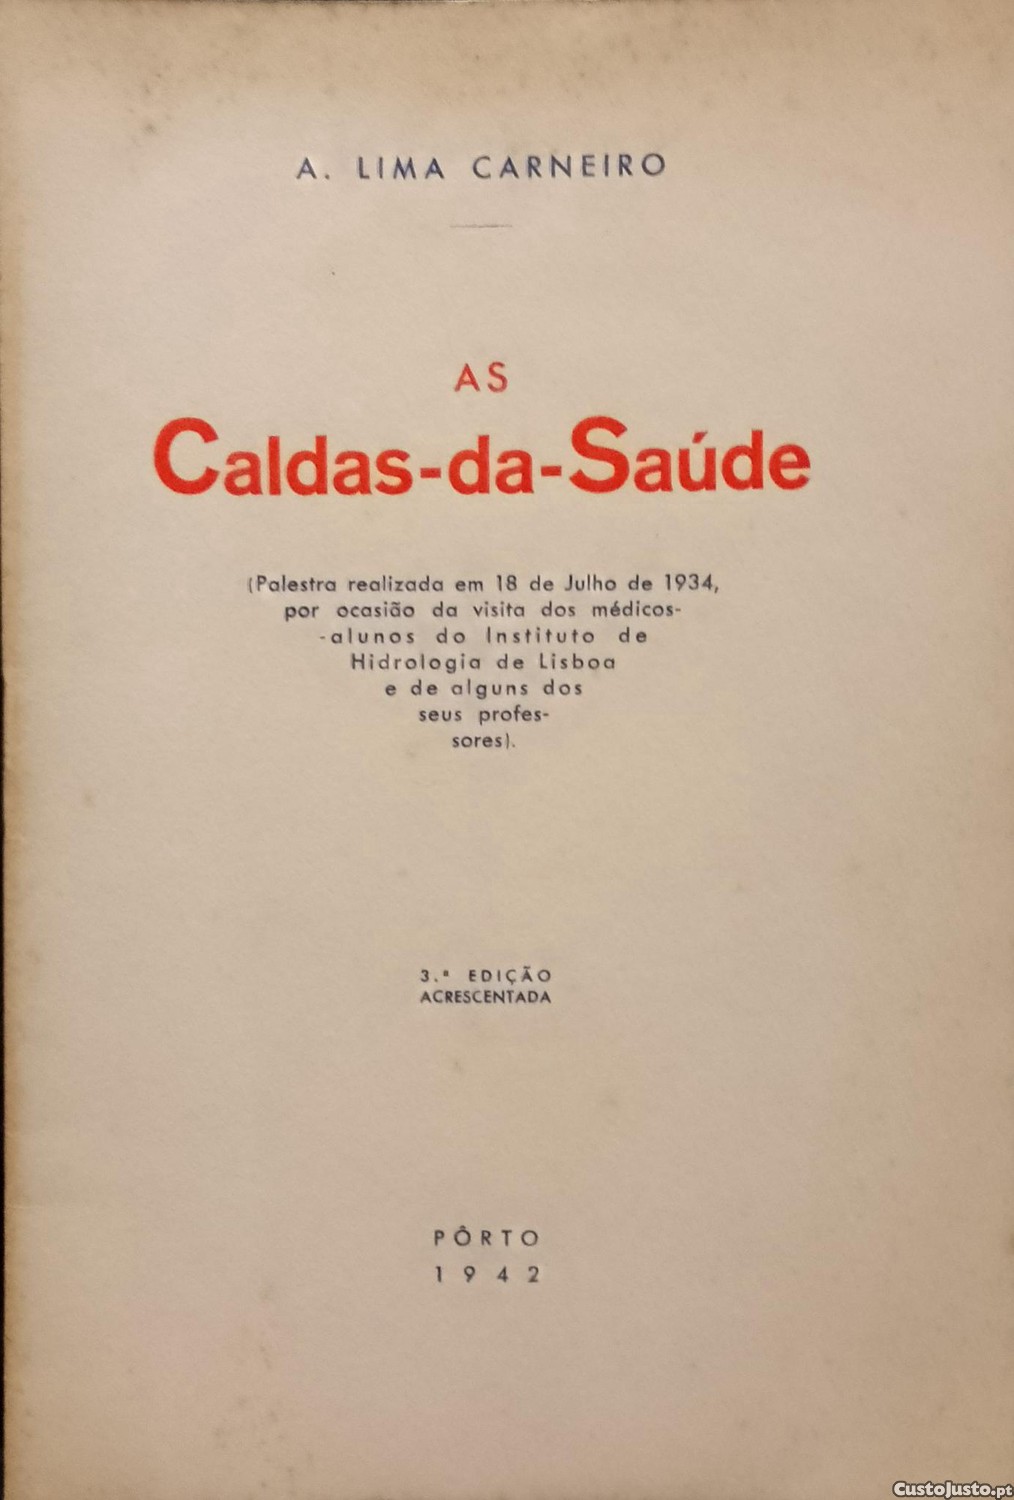 A. LIMA CARNEIRO
AS
Caldas-da-Saúde
(Palestra realizada em 18 de Julho de 1934,
por ocasião da visita dos médicos-
-alunos do Instituto de
Hidrologia de Lisboa
e de alguns dos
seus profes-
sores).
3.ª EDIÇÃO
ACRESCENTADA
PÔRTO
1942
CustoJusto.pt